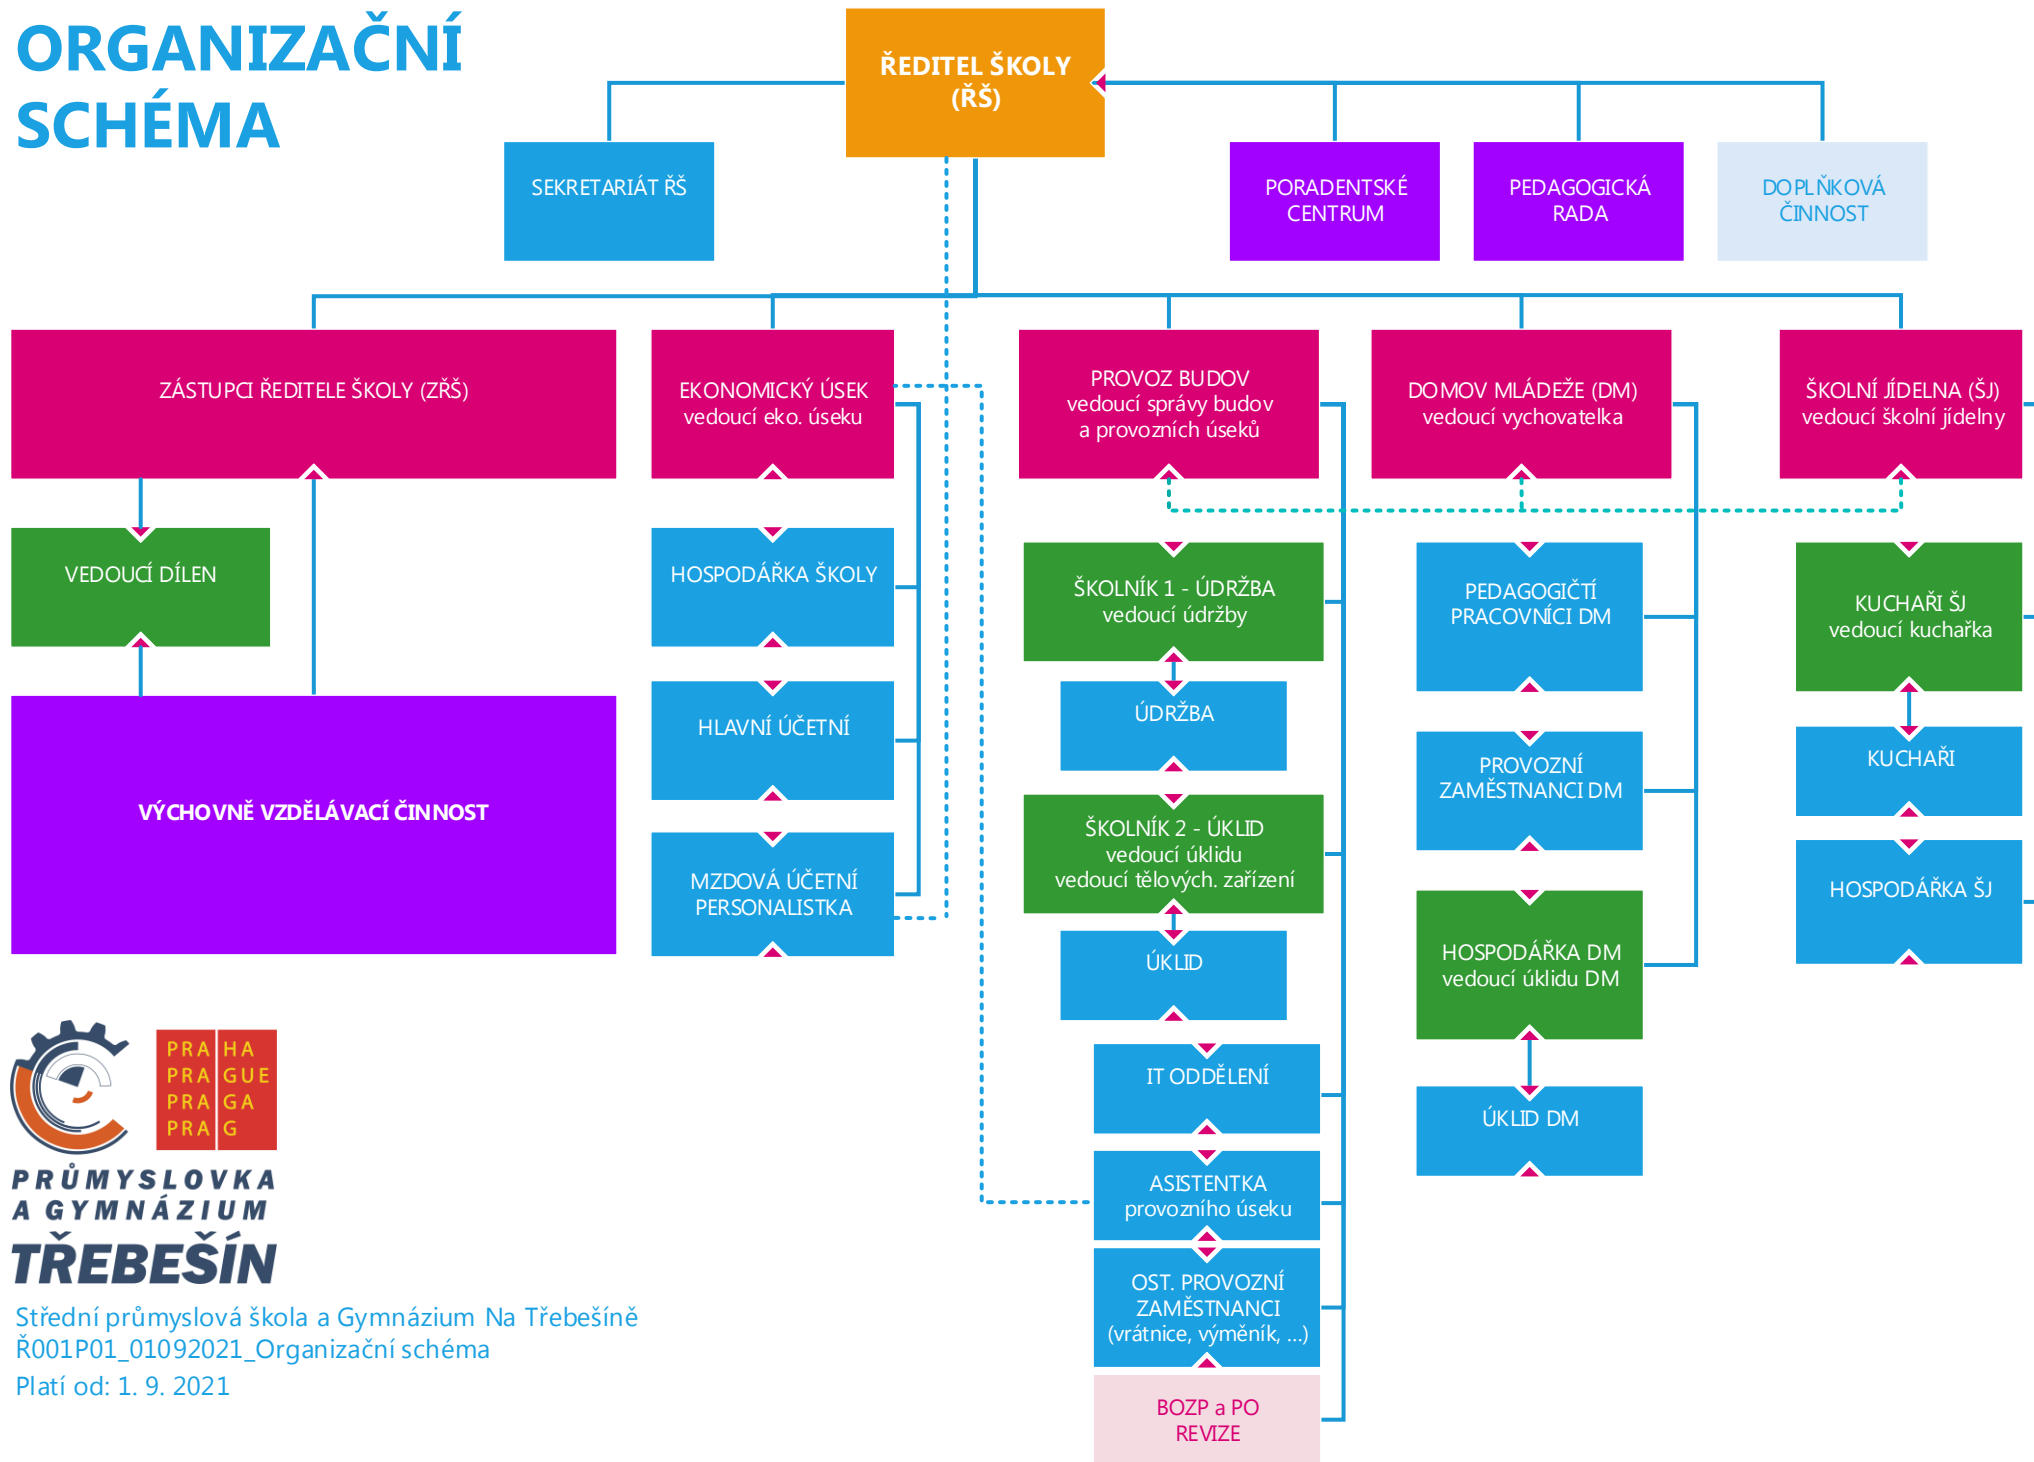 ORGANIZAČNÍ
SCHÉMA
ŘEDITEL ŠKOLY
(ŘŠ)
SEKRETARIÁT ŘŠ
PORADENTSKÉ
CENTRUM
PEDAGOGICKÁ
RADA
DOPLŇKOVÁ
ČINNOST
ZÁSTUPCI ŘEDITELE ŠKOLY (ZŘŠ)
EKONOMICKÝ ÚSEK
vedoucí eko. úseku
PROVOZ BUDOV
vedoucí správy budov
a provozních úseků
DOMOV MLÁDEŽE (DM)
vedoucí vychovatelka
ŠKOLNÍ JÍDELNA (ŠJ)
vedoucí školní jídelny
VEDOUCÍ DÍLEN
VÝCHOVNĚ VZDĚLÁVACÍ ČINNOST
HOSPODÁŘKA ŠKOLY
HLAVNÍ ÚČETNÍ
MZDOVÁ ÚČETNÍ
PERSONALISTKA
ŠKOLNÍK 1 - ÚDRŽBA
vedoucí údržby
ÚDRŽBA
ŠKOLNÍK 2 - ÚKLID
vedoucí úklidu
vedoucí tělových. zařízení
ÚKLID
IT ODDĚLENÍ
ASISTENTKA
provozního úseku
OST. PROVOZNÍ
ZAMĚSTNANCI
(vrátnice, výměník, ...)
BOZP a PO
REVIZE
PEDAGOGIČTÍ
PRACOVNÍCI DM
PROVOZNÍ
ZAMĚSTNANCI DM
HOSPODÁŘKA DM
vedoucí úklidu DM
ÚKLID DM
KUCHAŘI ŠJ
vedoucí kuchařka
KUCHAŘI
HOSPODÁŘKA ŠJ
PRA HA
PRA GUE
PRA GA
PRA G
PRŮMYSLOVKA
A GYMNÁZIUM
TŘEBEŠÍN
Střední průmyslová škola a Gymnázium Na Třebešíně
Ř001P01_01092021_Organizační schéma
Platí od: 1. 9. 2021